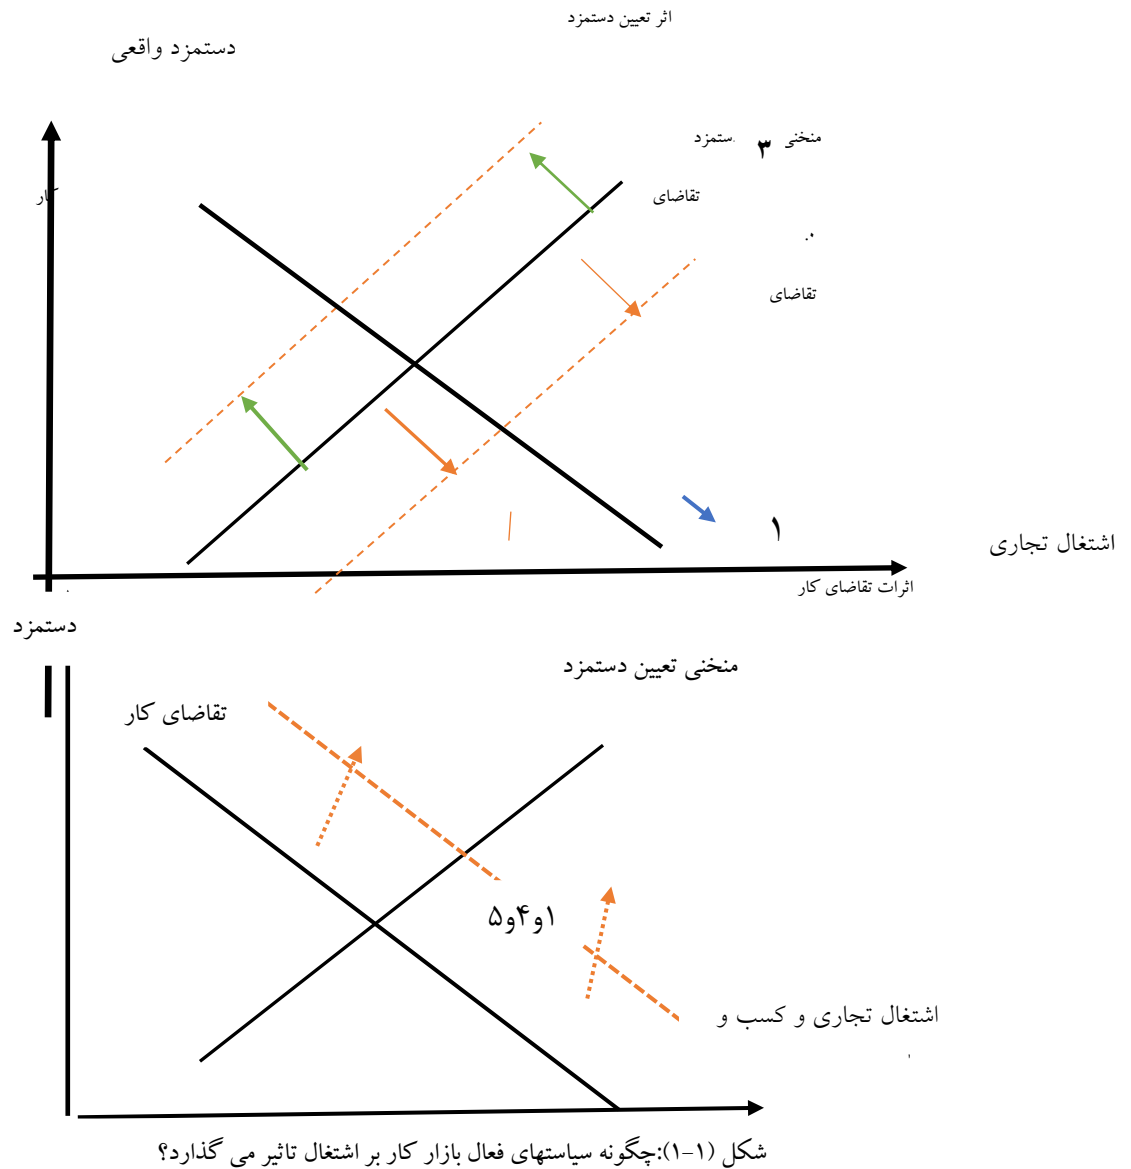 اثر تعیین دستمزد
دستمزد واقعی
منحنی ۳ ستمزد
کار
تقاضای
تقاضای
۱
اشتغال تجاری
اثرات تقاضای کار
دستمزد
منخنی تعیین دستمزد
تقاضای کار
۱و۴و۵
اشتغال تجاری و کسب و
شکل (۱-۱):چگونه سیاستهای فعال بازار کار بر اشتغال تاثیر می گذارد؟